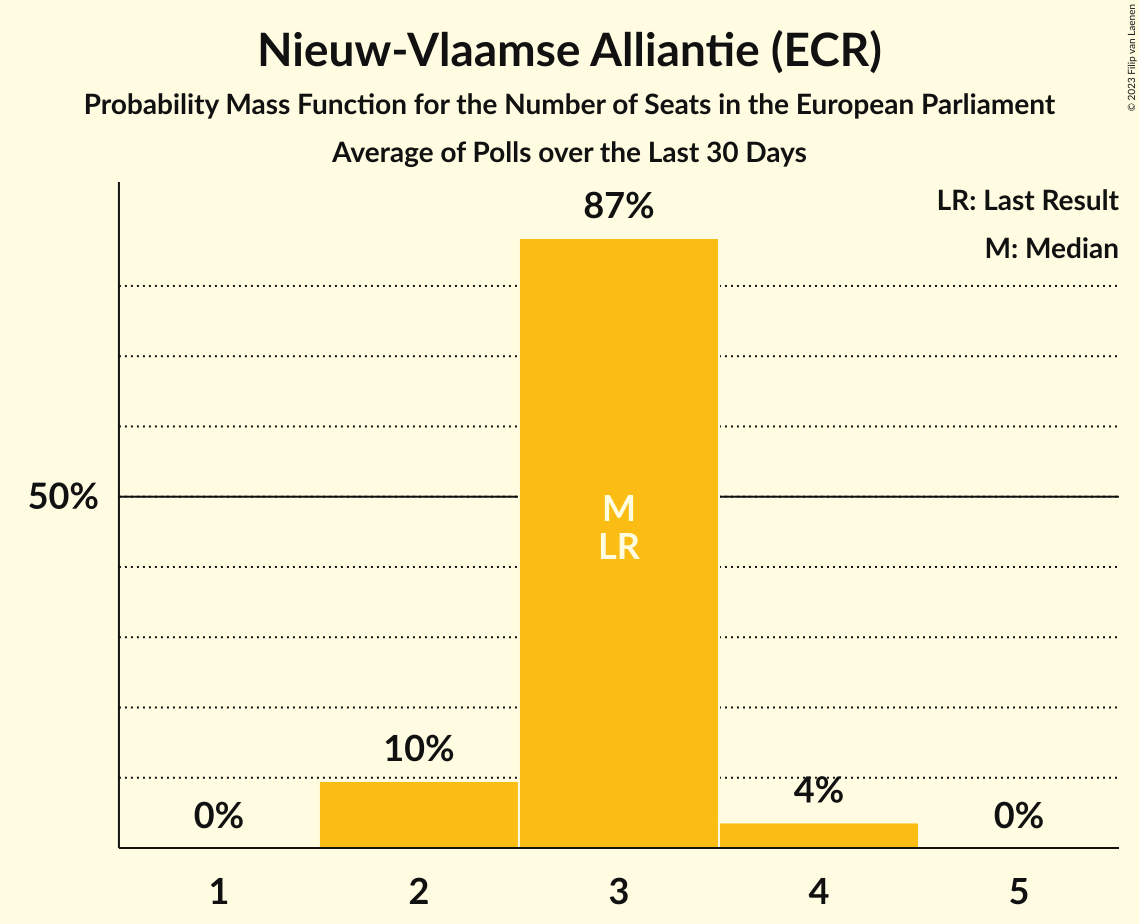 Nieuw-Vlaamse Alliantie (ECR)
Probability Mass Function for the Number of Seats in the European Parliament
Average of Polls over the Last 30 Days
© 2023 Filip van Laenen
LR: Last Result
M: Median
87%
50%
M
LR
10%
4%
0%
0%
1 2 3 4 5